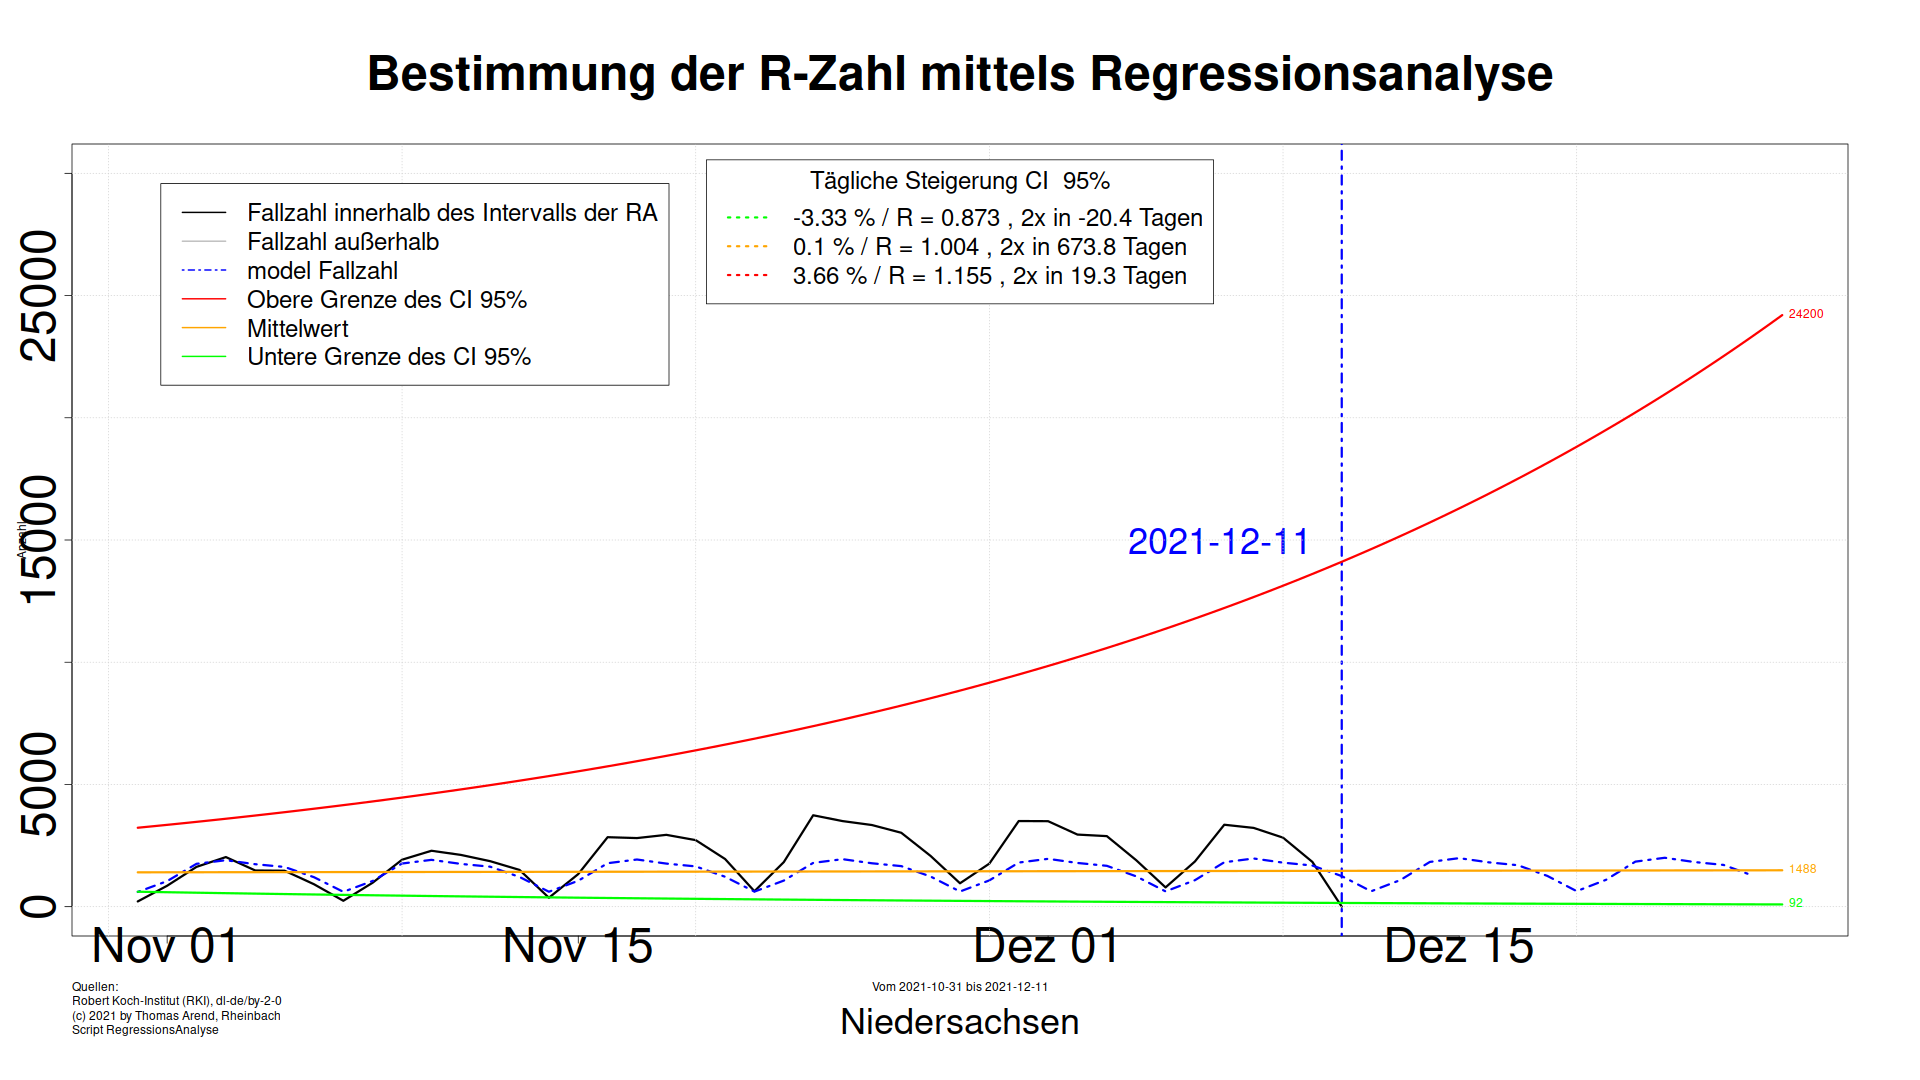 Bestimmung der R-Zahl mittels Regressionsanalyse
Fallzahl innerhalb des Intervalls der RA
Fallzahl außerhalb
model Fallzahl
Obere Grenze des CI 95%
Mittelwert
Untere Grenze des CI 95%
Tägliche Steigerung CI 95%
-3.33 % / R = 0.873 , 2x in -20.4 Tagen
0.1 % / R = 1.004 , 2x in 673.8 Tagen
3.66 % / R = 1.155 , 2x in 19.3 Tagen
25000
15000
5000
0
Anzahl
24200
2021-12-11
1488
92
Nov 01
Nov 15
Dez 01
Dez 15
Quellen:
Robert Koch-Institut (RKI), dl-de/by-2-0
(c) 2021 by Thomas Arend, Rheinbach
Script RegressionsAnalyse
Vom 2021-10-31 bis 2021-12-11
Niedersachsen